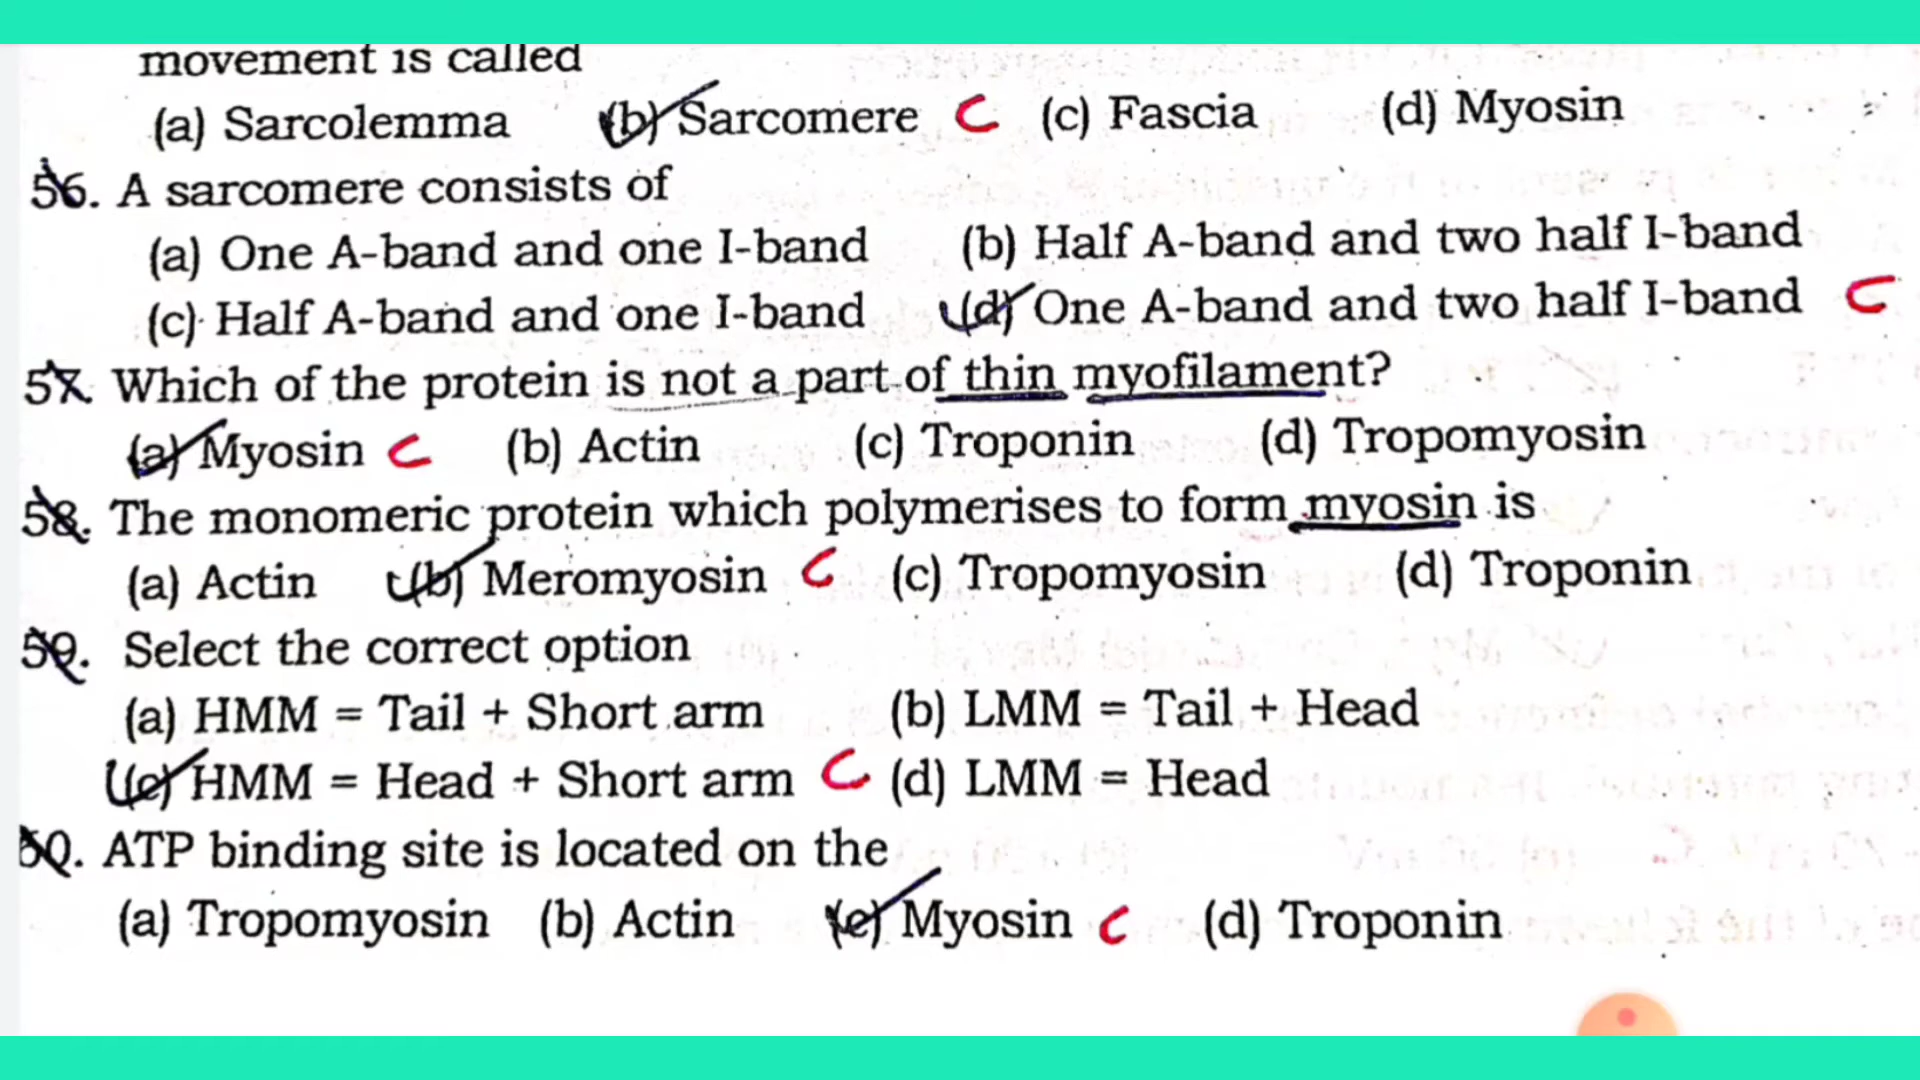 movement is called
(a) Sarcolemma (b) Sarcomere C (c) Fascia (d) Myosin
56. A sarcomere consists of
(a) One A-band and one I-band (b) Half A-band and two half I-band
(c) Half A-band and one I-band (d) One A-band and two half I-band C
57. Which of the protein is not a part of thin myofilament?
(a) Myosin C (b) Actin (c) Troponin (d) Tropomyosin
58. The monomeric protein which polymerises to form myosin is
(a) Actin (b) Meromyosin C (c) Tropomyosin (d) Troponin
59. Select the correct option
(a) HMM = Tail + Short arm (b) LMM = Tail + Head
(c) HMM = Head + Short arm C (d) LMM = Head
60. ATP binding site is located on the
(a) Tropomyosin (b) Actin (c) Myosin C (d) Troponin